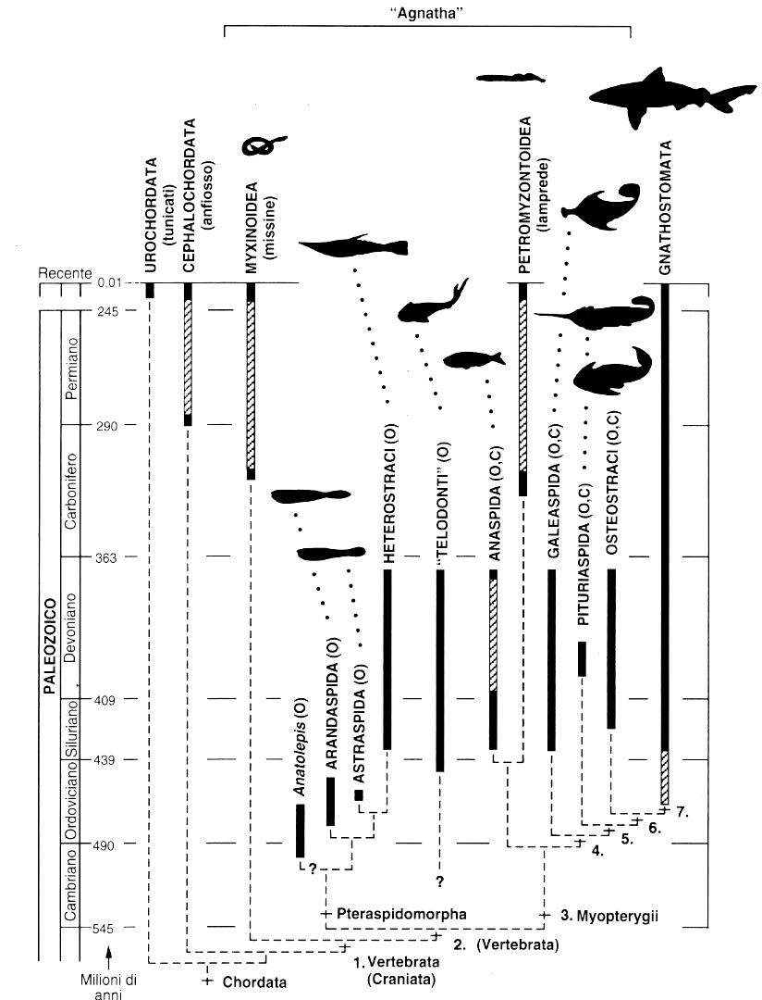 "Agnatha"
UROCHORDATA
(tunicati)
CEPHALOCHORDATA
(anfiosso)
MYXINOIDEA
(missine)
PETROMYZONTOIDEA
(lamprede)
GNATHOSTOMATA
Recente
0,01
245
Permiano
290
Carbonifero
363
PALEOZOICO
Devoniano
409
Siluriano
439
Ordoviciano
490
Cambriano
545
Milioni di
anni
HETEROSTRACI (O)
"TELODONTI" (O)
ANASPIDA (O,C)
GALEASPIDA (O,C)
PITURIASPIDA (O,C)
OSTEOSTRACI (O,C)
Anatolepis (O)
ARANDASPIDA (O)
ASTRASPIDA (O)
7.
6.
5.
4.
?
?
Pteraspidomorpha
3. Myopterygii
2. (Vertebrata)
1. Vertebrata
(Craniata)
Chordata